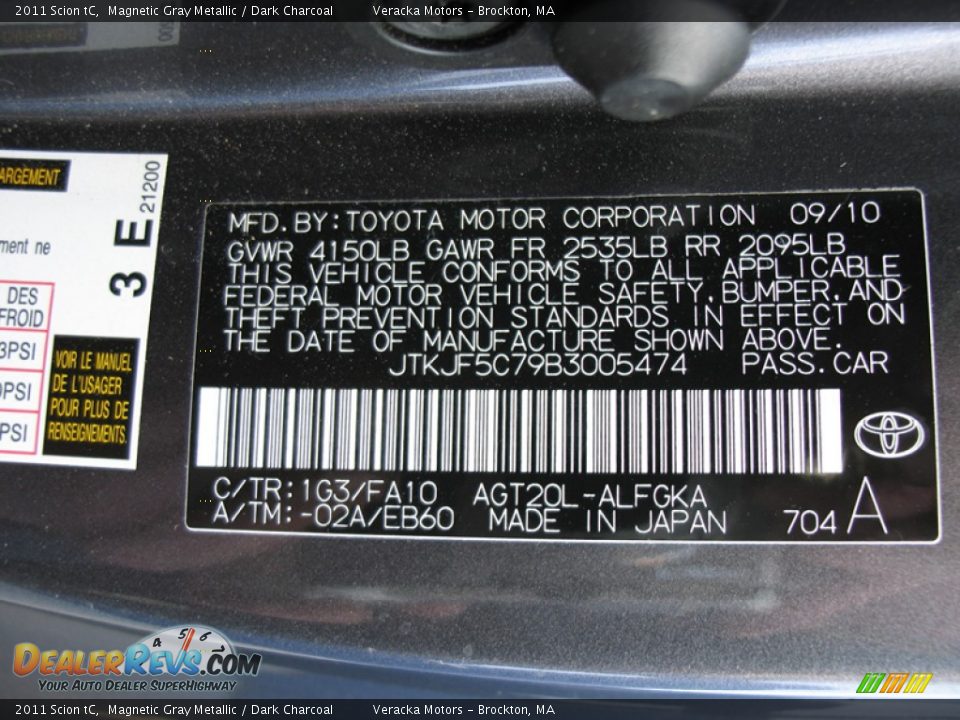 2011 Scion tC,  Magnetic Gray Metallic / Dark Charcoal  Veracka Motors - Brockton, MA
ARGEMENT
3 E 21200
ment ne
DES
FROID
3PSI
0PSI
PSI
VOIR LE MANUEL
DE L'USAGER
POUR PLUS DE
RENSEIGNEMENTS.
MFD.BY:TOYOTA MOTOR CORPORATION 09/10
GVWR 4150LB GAWR FR 2535LB RR 2095LB
THIS VEHICLE CONFORMS TO ALL APPLICABLE
FEDERAL MOTOR VEHICLE SAFETY,BUMPER,AND
THEFT PREVENTION STANDARDS IN EFFECT ON
THE DATE OF MANUFACTURE SHOWN ABOVE.
JTKJF5C79B3005474 PASS.CAR
C/TR:1G3/FA10 AGT20L-ALFGKA
A/TM:-02A/EB60 MADE IN JAPAN 704 A
4 5 6 7
DEALERREVS.COM
YOUR AUTO DEALER SUPERHIGHWAY
2011 Scion tC,  Magnetic Gray Metallic / Dark Charcoal  Veracka Motors - Brockton, MA